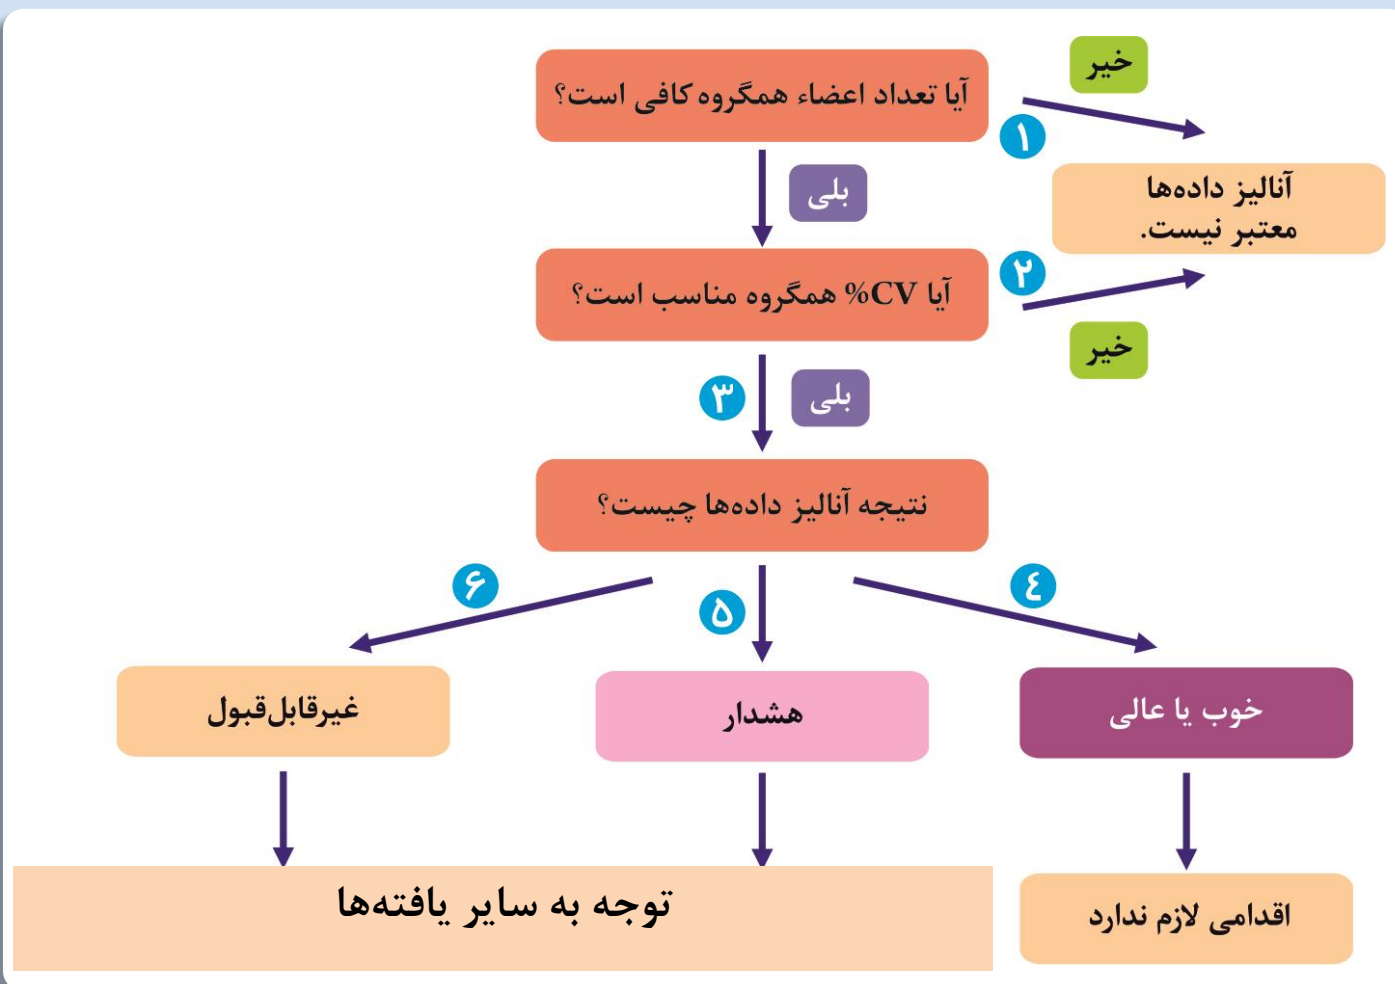 آیا تعداد اعضاء همگروه کافی است؟
خیر
۱
بلی
آنالیز داده‌ها
معتبر نیست.
آیا CV% همگروه مناسب است؟
۲
خیر
۳
بلی
نتیجه آنالیز داده‌ها چیست؟
٤
۵
۶
خوب یا عالی
هشدار
غیرقابل‌قبول
اقدامی لازم ندارد
توجه به سایر یافته‌ها